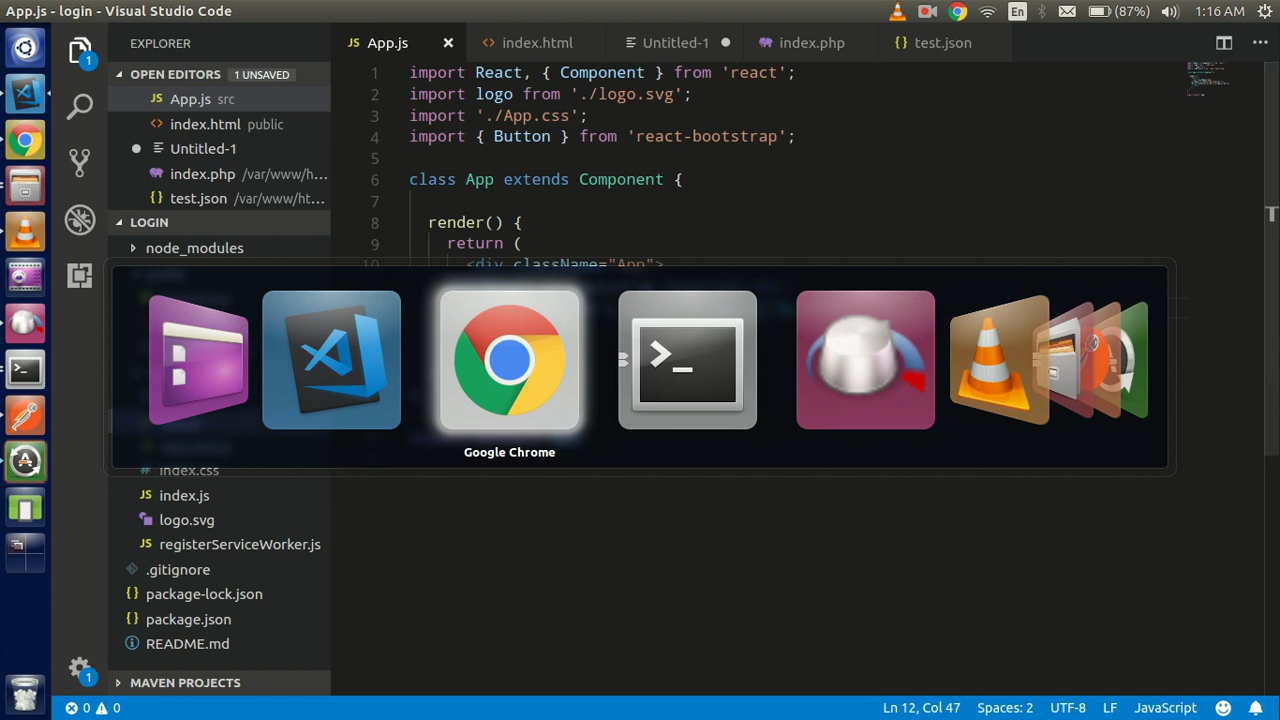 App.js - login - Visual Studio Code
En
(87%)
1:16 AM
EXPLORER
OPEN EDITORS 1 UNSAVED
JS App.js src
index.html public
Untitled-1
index.php /var/www/h...
{ } test.json /var/www/ht...
LOGIN
node_modules
# index.css
JS index.js
logo.svg
JS registerServiceWorker.js
.gitignore
{ } package-lock.json
{ } package.json
README.md
MAVEN PROJECTS
JS App.js
index.html
Untitled-1
index.php
{ } test.json
1 import React, { Component } from 'react';
2 import logo from './logo.svg';
3 import './App.css';
4 import { Button } from 'react-bootstrap';
5
6 class App extends Component {
7
8 render() {
9 return (
<div className="App">
Google Chrome
1
1
0 0
Ln 12, Col 47
Spaces: 2
UTF-8
LF
JavaScript